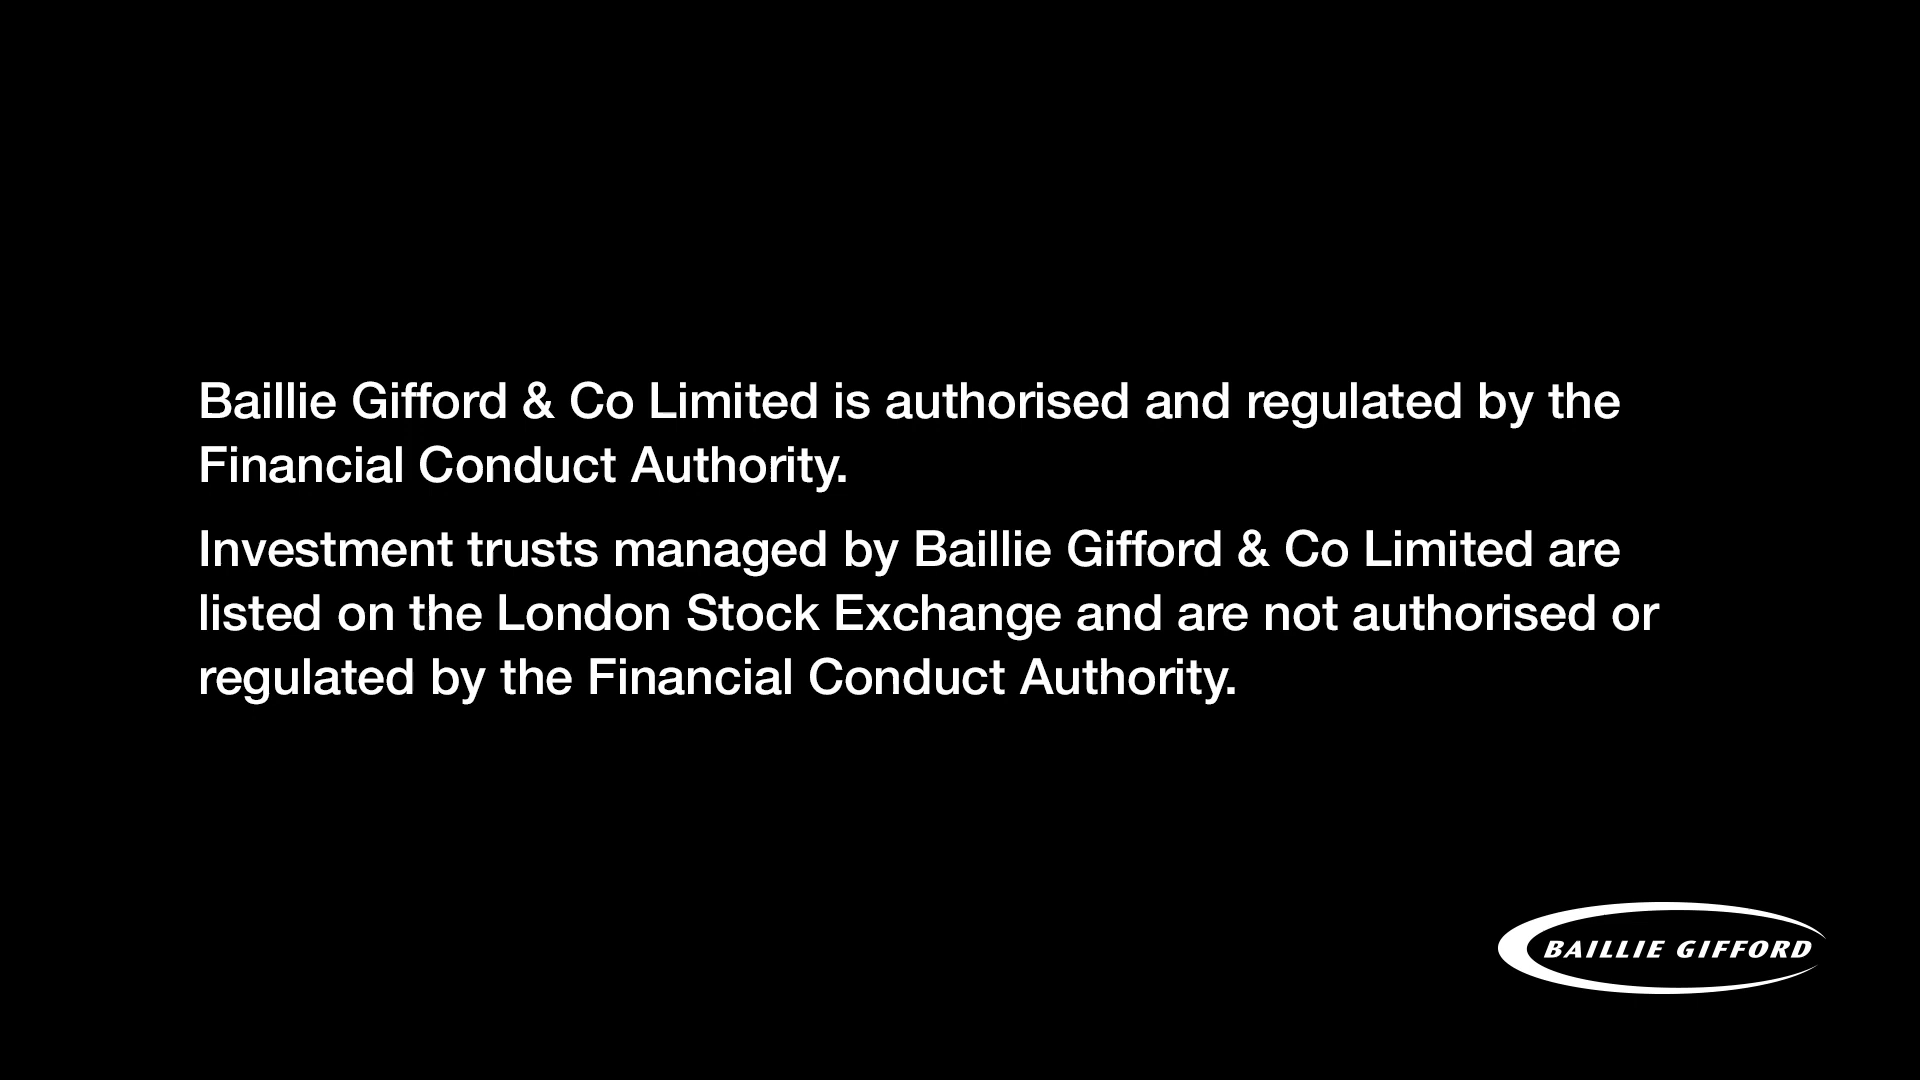 Baillie Gifford & Co Limited is authorised and regulated by the
Financial Conduct Authority.
Investment trusts managed by Baillie Gifford & Co Limited are
listed on the London Stock Exchange and are not authorised or
regulated by the Financial Conduct Authority.
BAILLIE GIFFORD